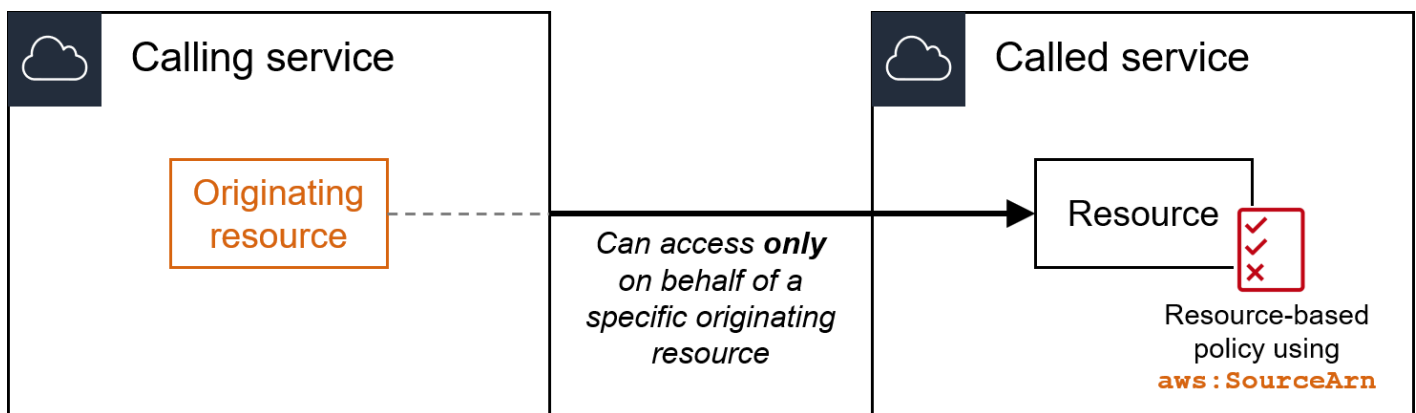 Calling service
Originating
resource
Can access only
on behalf of a
specific originating
resource
Called service
Resource
Resource-based
policy using
aws:SourceArn